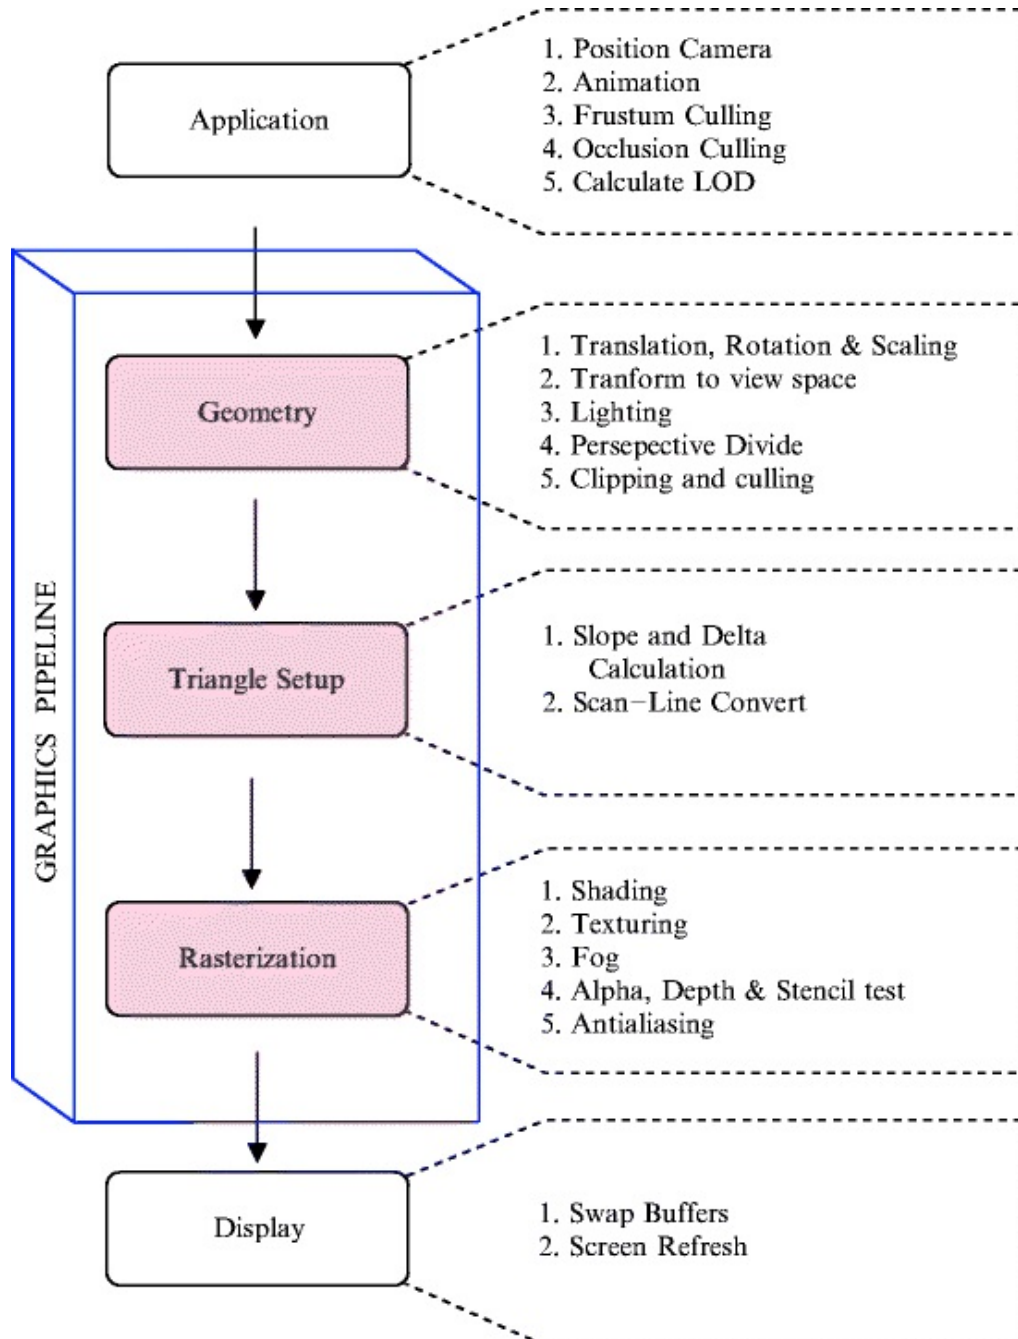 Application
1. Position Camera
2. Animation
3. Frustum Culling
4. Occlusion Culling
5. Calculate LOD
GRAPHICS PIPELINE
Geometry
1. Translation, Rotation & Scaling
2. Tranform to view space
3. Lighting
4. Persepective Divide
5. Clipping and culling
Triangle Setup
1. Slope and Delta
Calculation
2. Scan-Line Convert
Rasterization
1. Shading
2. Texturing
3. Fog
4. Alpha, Depth & Stencil test
5. Antialiasing
Display
1. Swap Buffers
2. Screen Refresh